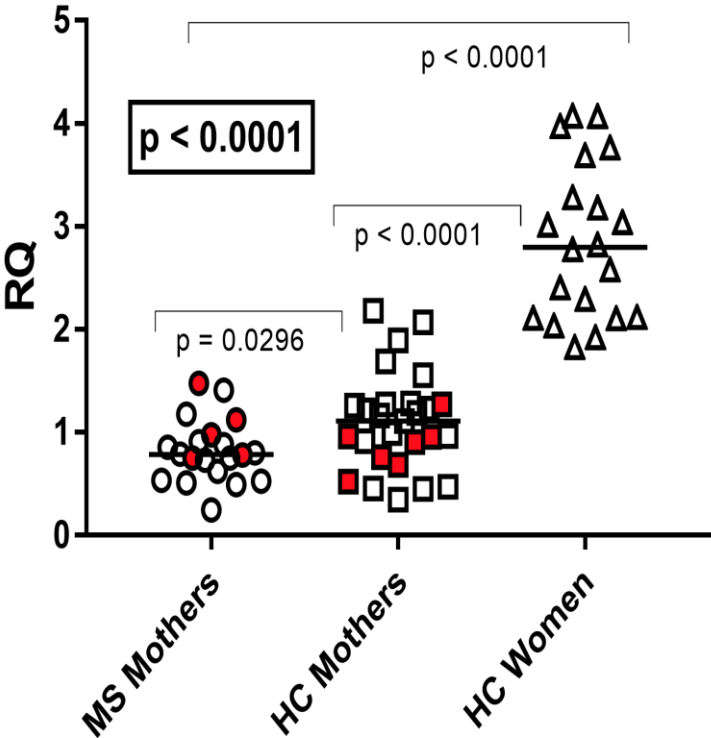 5
p < 0.0001
4
p < 0.0001
3
p < 0.0001
RQ
2
p = 0.0296
1
0
MS Mothers
HC Mothers
HC Women